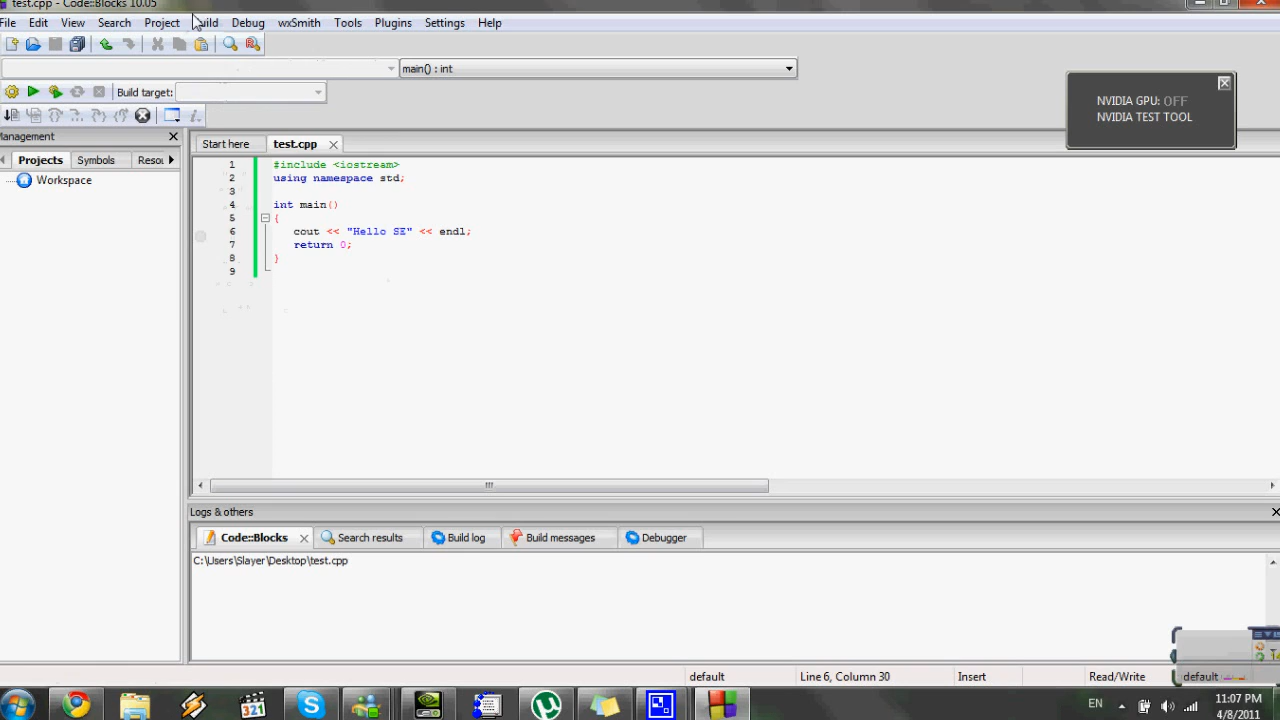 test.cpp - Code::Blocks 10.05
File Edit View Search Project Build Debug wxSmith Tools Plugins Settings Help
main() : int
Build target:
NVIDIA GPU: OFF
NVIDIA TEST TOOL
Management
Start here test.cpp
Projects Symbols Resou
Workspace
1 #include <iostream>
2 using namespace std;
3
4 int main()
5 {
6 cout << "Hello SE" << endl;
7 return 0;
8 }
9
Logs & others
Code::Blocks Search results Build log Build messages Debugger
C:\Users\Slayer\Desktop\test.cpp
default Line 6, Column 30 Insert Read/Write default
321
EN 11:07 PM
4/8/2011